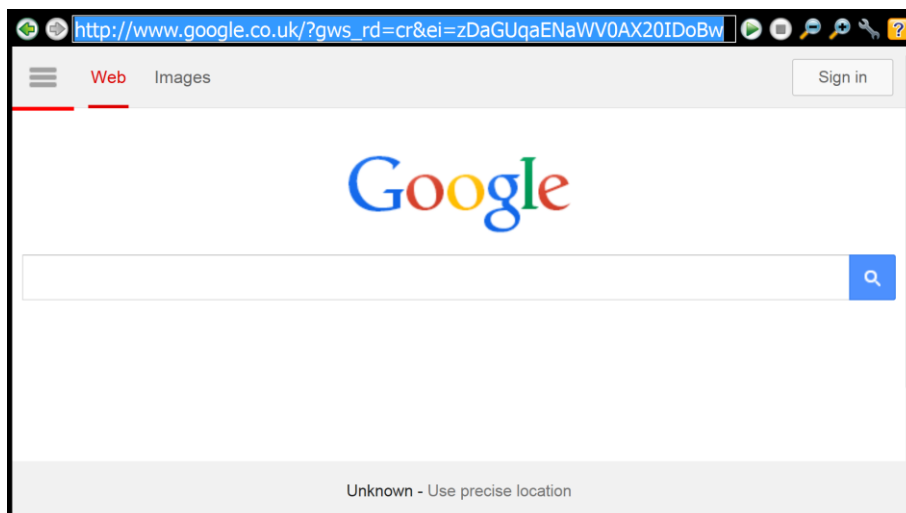 http://www.google.co.uk/?gws_rd=cr&ei=zDaGUqaENaWV0AX20IDoBw
?
Web Images Sign in
Google
Unknown - Use precise location